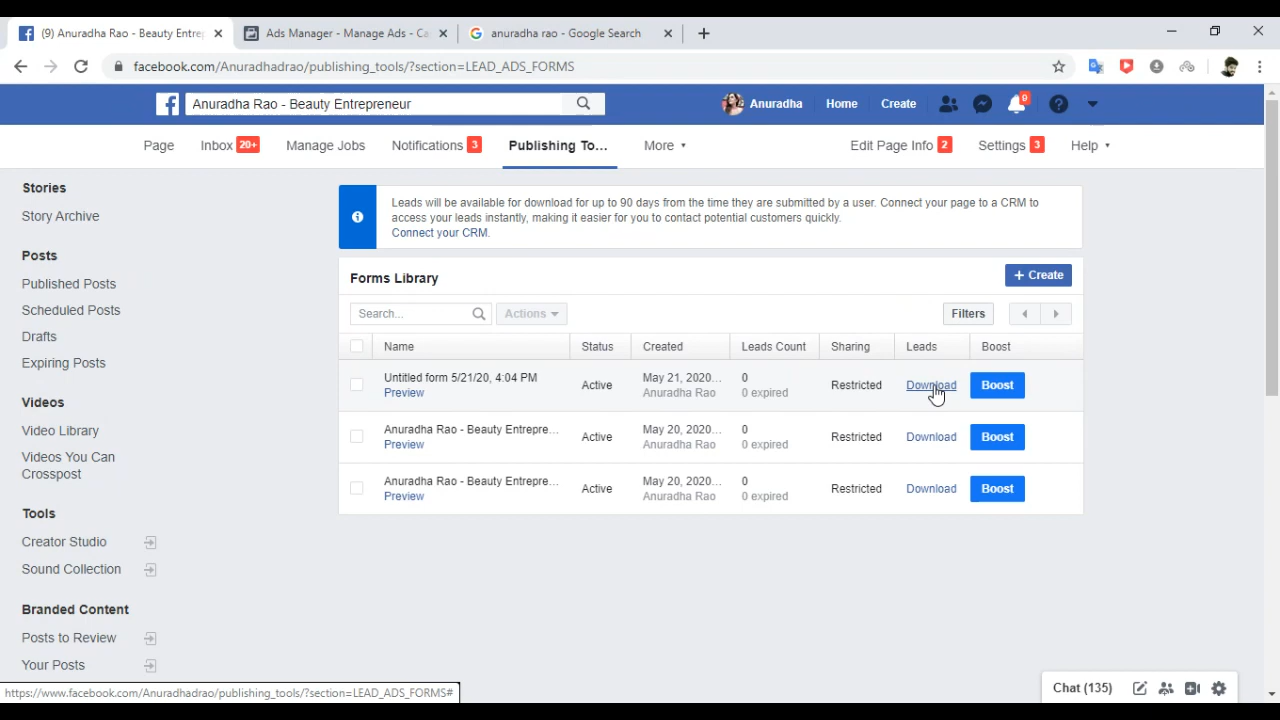 (9) Anuradha Rao - Beauty Entre
Ads Manager - Manage Ads - Ca
anuradha rao - Google Search
facebook.com/Anuradhadrao/publishing_tools/?section=LEAD_ADS_FORMS
Anuradha Rao - Beauty Entrepreneur
Anuradha Home Create 9
Page Inbox 20+ Manage Jobs Notifications 3 Publishing To... More Edit Page Info 2 Settings 3 Help
Stories
Story Archive
Posts
Published Posts
Scheduled Posts
Drafts
Expiring Posts
Videos
Video Library
Videos You Can
Crosspost
Tools
Creator Studio
Sound Collection
Branded Content
Posts to Review
Your Posts
Leads will be available for download for up to 90 days from the time they are submitted by a user. Connect your page to a CRM to
access your leads instantly, making it easier for you to contact potential customers quickly.
Connect your CRM.
Forms Library
+ Create
Search... Actions Filters
Name Status Created Leads Count Sharing Leads Boost
Untitled form 5/21/20, 4:04 PM
Preview
Active
May 21, 2020...
Anuradha Rao
0
0 expired
Restricted
Download
Boost
Anuradha Rao - Beauty Entrepre...
Preview
Active
May 20, 2020...
Anuradha Rao
0
0 expired
Restricted
Download
Boost
Anuradha Rao - Beauty Entrepre...
Preview
Active
May 20, 2020...
Anuradha Rao
0
0 expired
Restricted
Download
Boost
Chat (135)
https://www.facebook.com/Anuradhadrao/publishing_tools/?section=LEAD_ADS_FORMS#